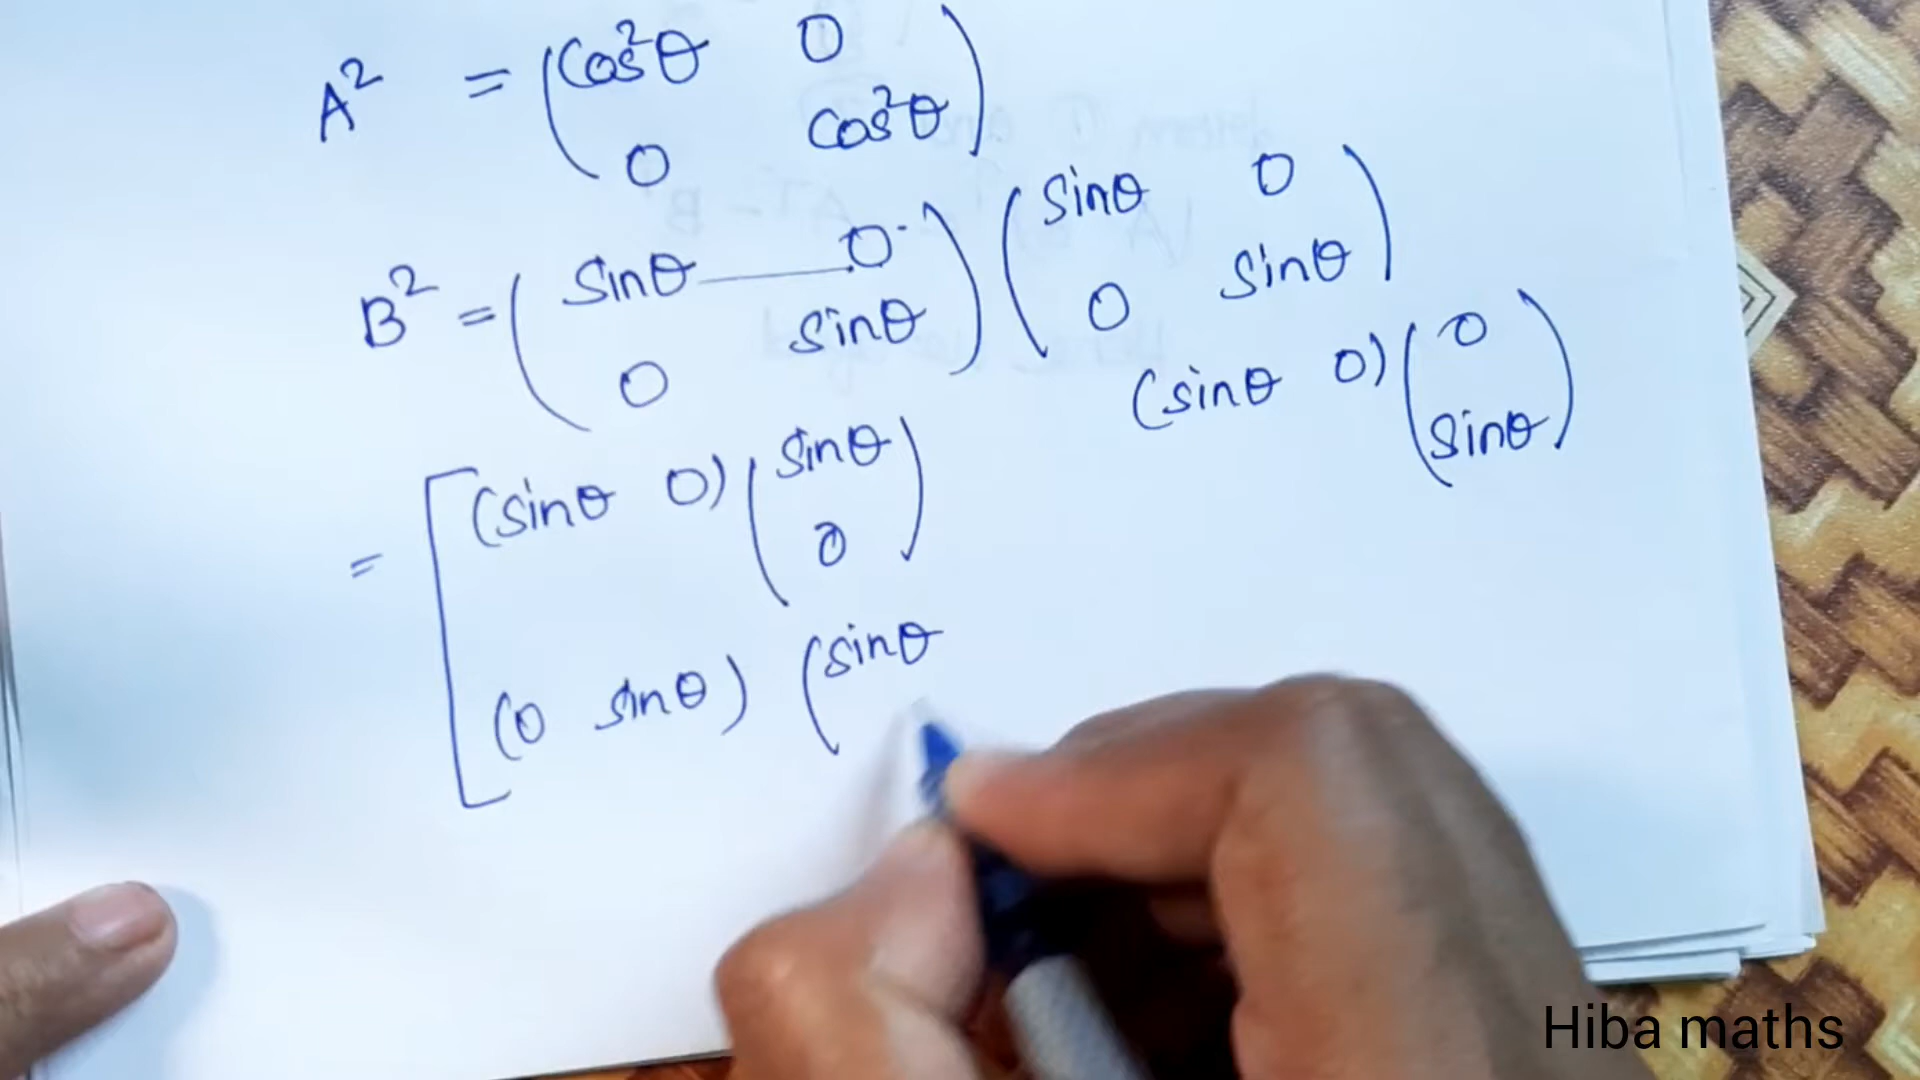 A² = (cos²θ 0
0 cos²θ)
B² = (sinθ 0
0 sinθ) (sinθ 0
0 sinθ)
= [(sinθ 0) (sinθ
0) (sinθ 0) (0
sinθ)
(0 sinθ) (sinθ
Hiba maths